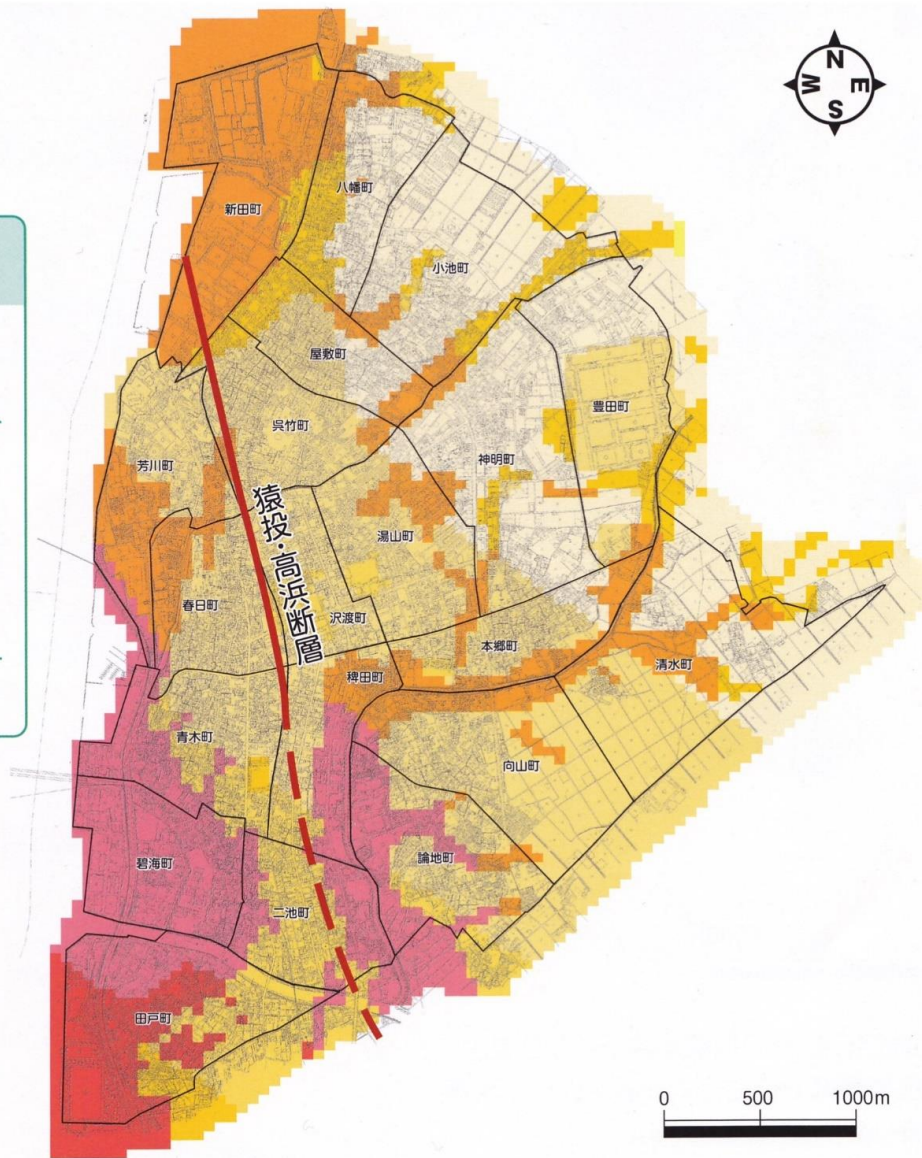 N
W
E
S
新田町
八幡町
小池町
屋敷町
呉竹町
豊田町
芳川町
神明町
猿投・高浜断層
湯山町
春日町
沢渡町
本郷町
稗田町
清水町
青木町
向山町
碧海町
論地町
二池町
田戸町
0 500 1000m